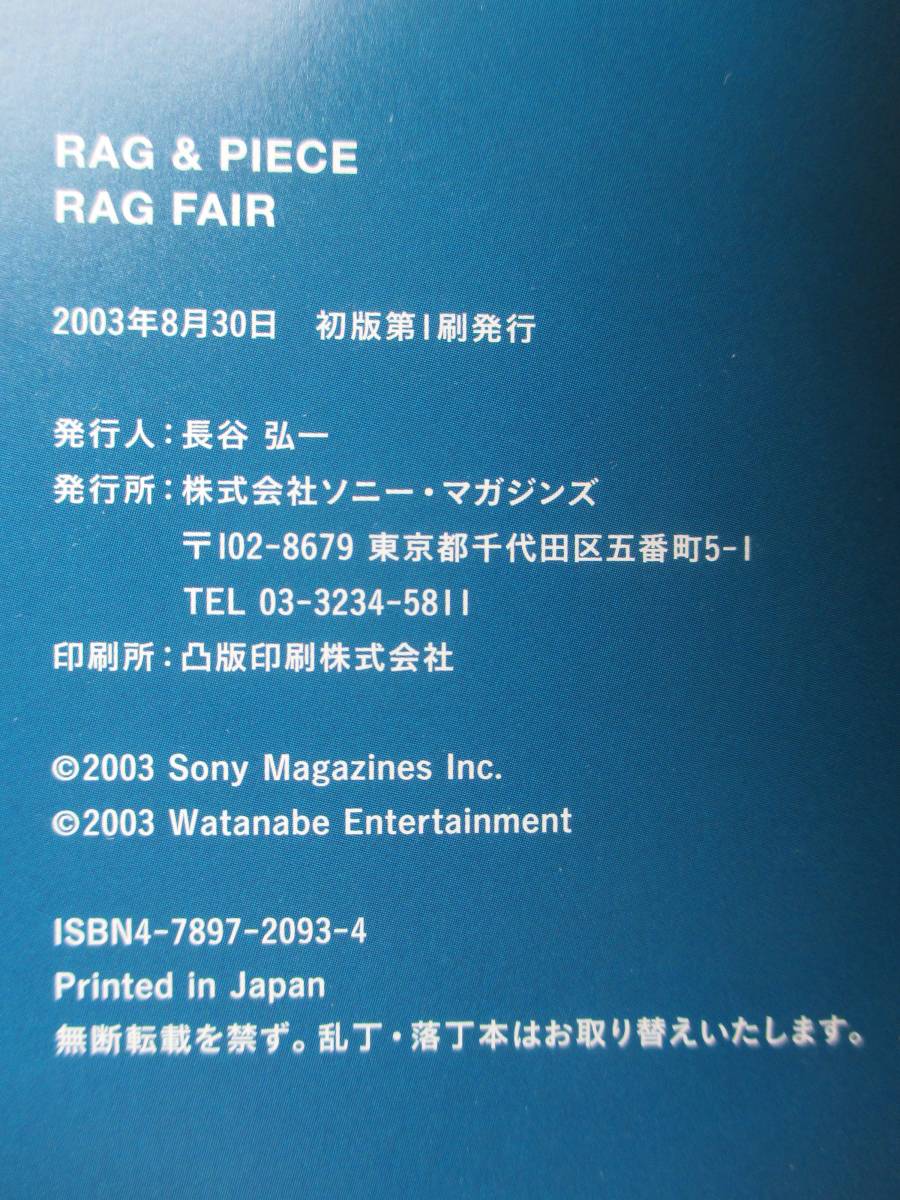 RAG & PIECE
RAG FAIR
2003年8月30日　初版第1刷発行
発行人：長谷 弘一
発行所：株式会社ソニー・マガジンズ
〒102-8679 東京都千代田区五番町5-1
TEL 03-3234-5811
印刷所：凸版印刷株式会社
©2003 Sony Magazines Inc.
©2003 Watanabe Entertainment
ISBN4-7897-2093-4
Printed in Japan
無断転載を禁ず。乱丁・落丁本はお取り替えいたします。